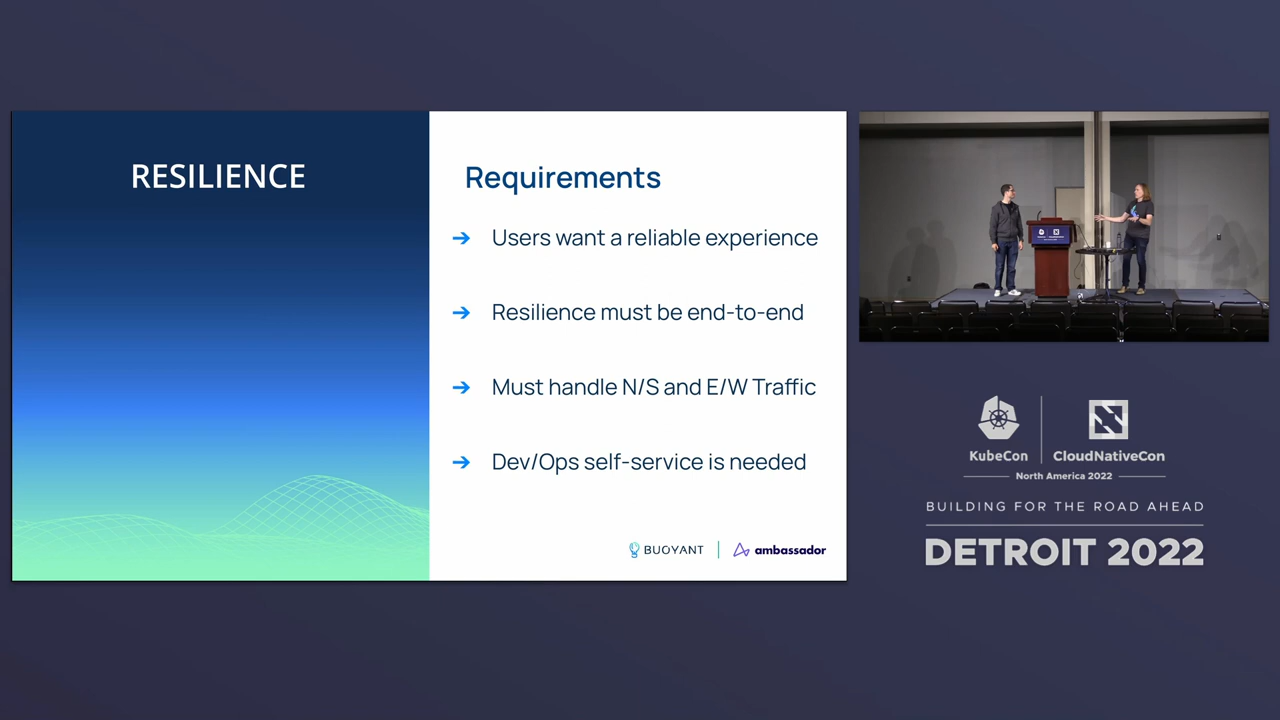 RESILIENCE
Requirements
➔ Users want a reliable experience
➔ Resilience must be end-to-end
➔ Must handle N/S and E/W Traffic
➔ Dev/Ops self-service is needed
BUOYANT
ambassador
KubeCon
CloudNativeCon
North America 2022
BUILDING FOR THE ROAD AHEAD
DETROIT 2022